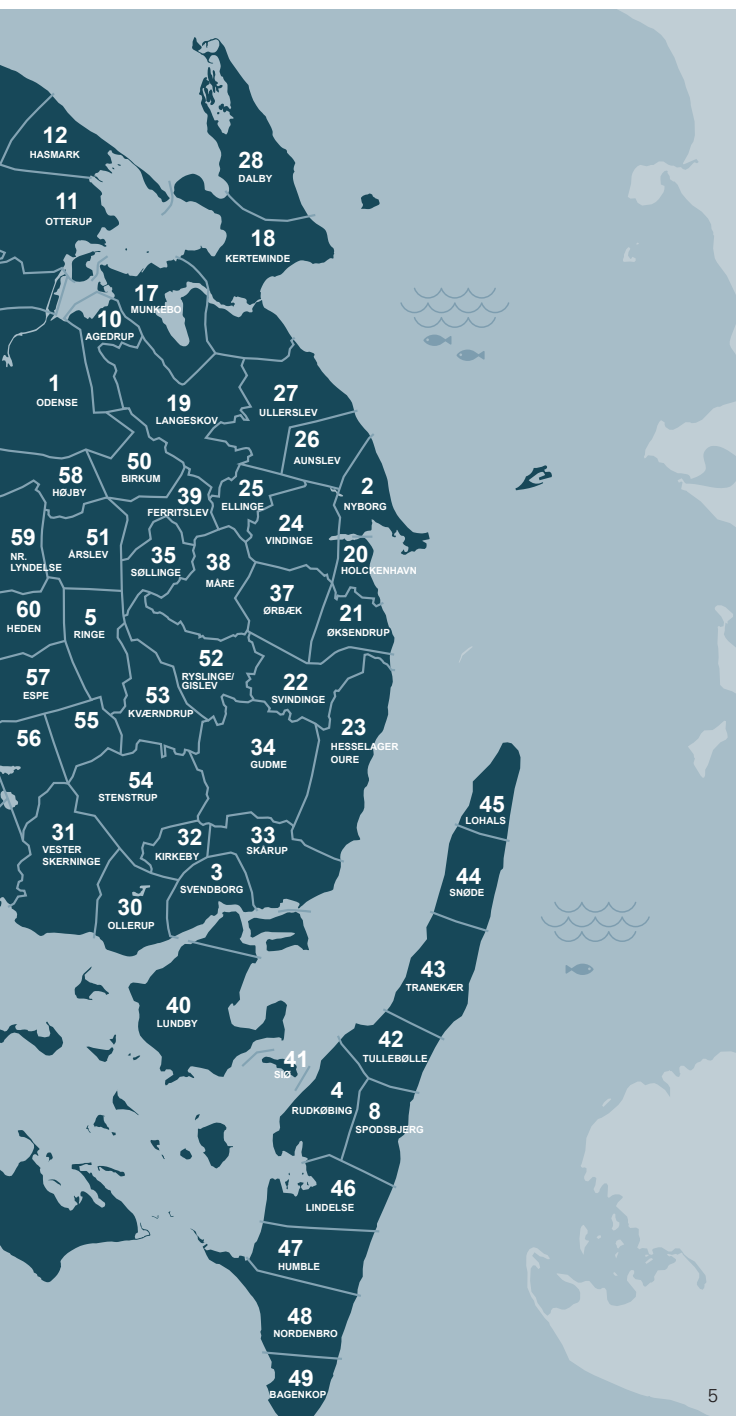 12
HASMARK
28
DALBY
11
OTTERUP
18
KERTEMINDE
17
MUNKEBO
10
AGEDRUP
1
ODENSE
19
LANGESKOV
27
ULLERSLEV
26
AUNSLEV
50
BIRKUM
58
HØJBY
39
FERRITSLEV
25
ELLINGE
2
NYBORG
24
VINDINGE
59
NR.
LYNDELSE
51
ÅRSLEV
35
SØLLINGE
38
MÅRE
20
HOLCKENHAVN
37
ØRBÆK
60
HEDEN
5
RINGE
21
ØKSENDRUP
52
RYSLINGE/
GISLEV
57
ESPE
53
KVÆRNDRUP
22
SVINDINGE
55
56
34
GUDME
23
HESSELAGER
OURE
54
STENSTRUP
45
LOHALS
31
VESTER
SKERNINGE
32
KIRKEBY
33
SKÅRUP
3
SVENDBORG
44
SNØDE
30
OLLERUP
43
TRANEKÆR
40
LUNDBY
42
TULLEBØLLE
41
SIØ
4
RUDKØBING
8
SPODSBJERG
46
LINDELSE
47
HUMBLE
48
NORDENBRO
49
BAGENKOP
5